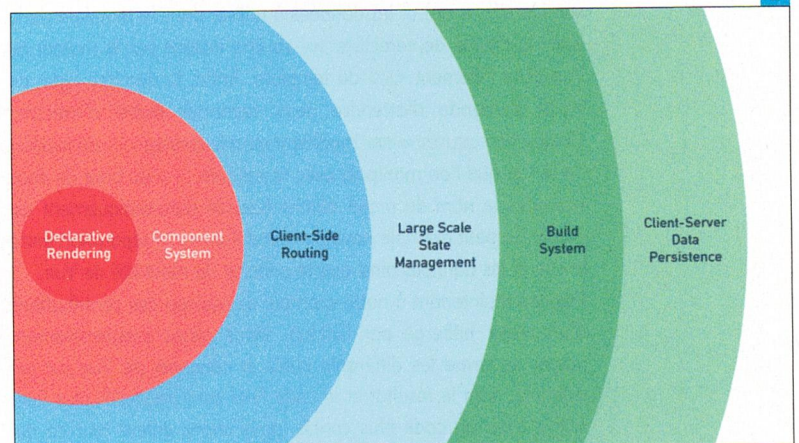 Declarative
Rendering
Component
System
Client-Side
Routing
Large Scale
State
Management
Build
System
Client-Server
Data
Persistence